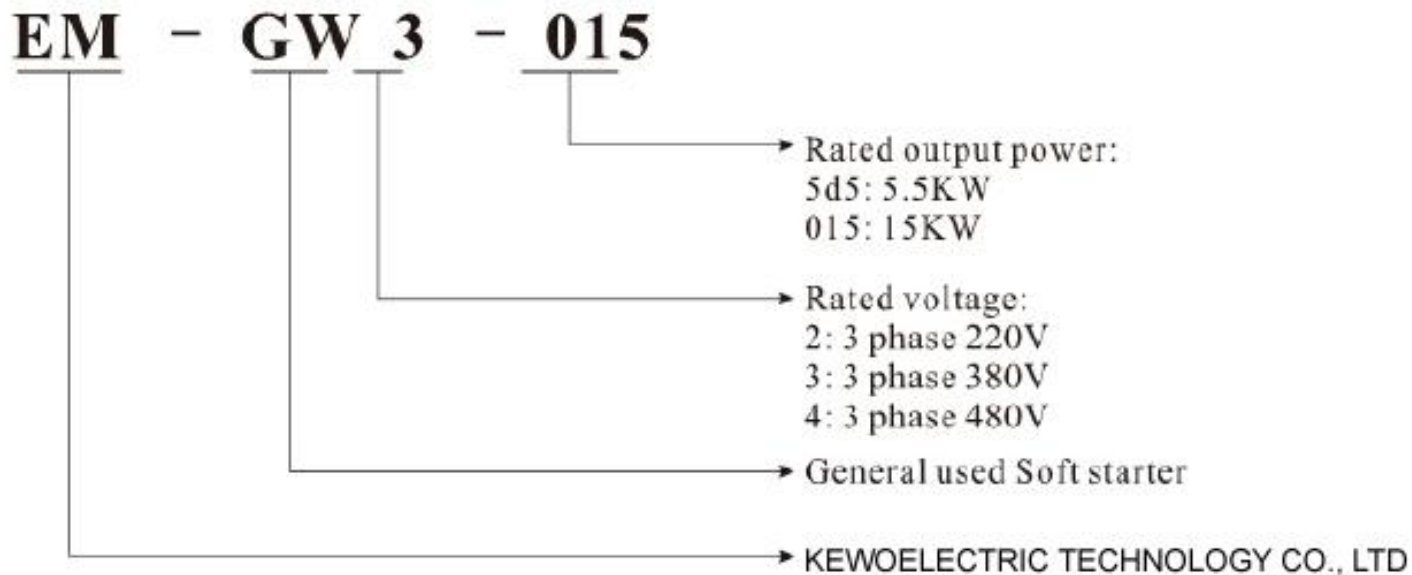 EM - GW 3 - 015
Rated output power:
5d5: 5.5KW
015: 15KW
Rated voltage:
2: 3 phase 220V
3: 3 phase 380V
4: 3 phase 480V
General used Soft starter
KEWOELECTRIC TECHNOLOGY CO., LTD